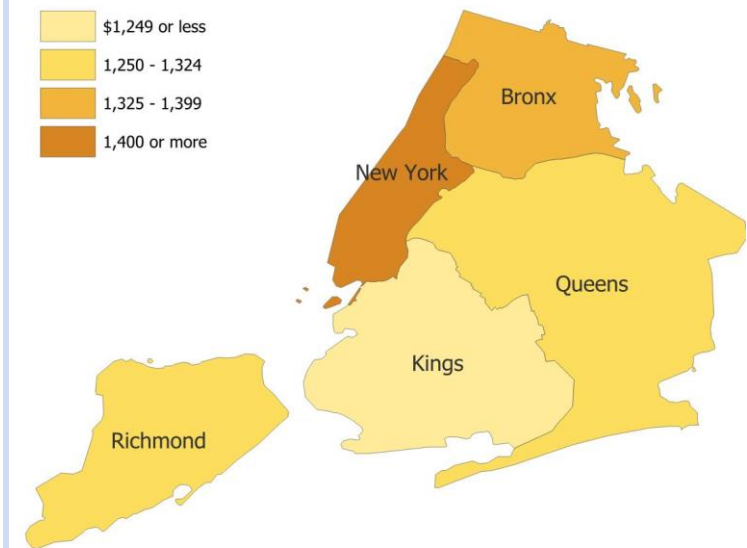 $1,249 or less
1,250 - 1,324
1,325 - 1,399
1,400 or more
Bronx
New York
Queens
Kings
Richmond